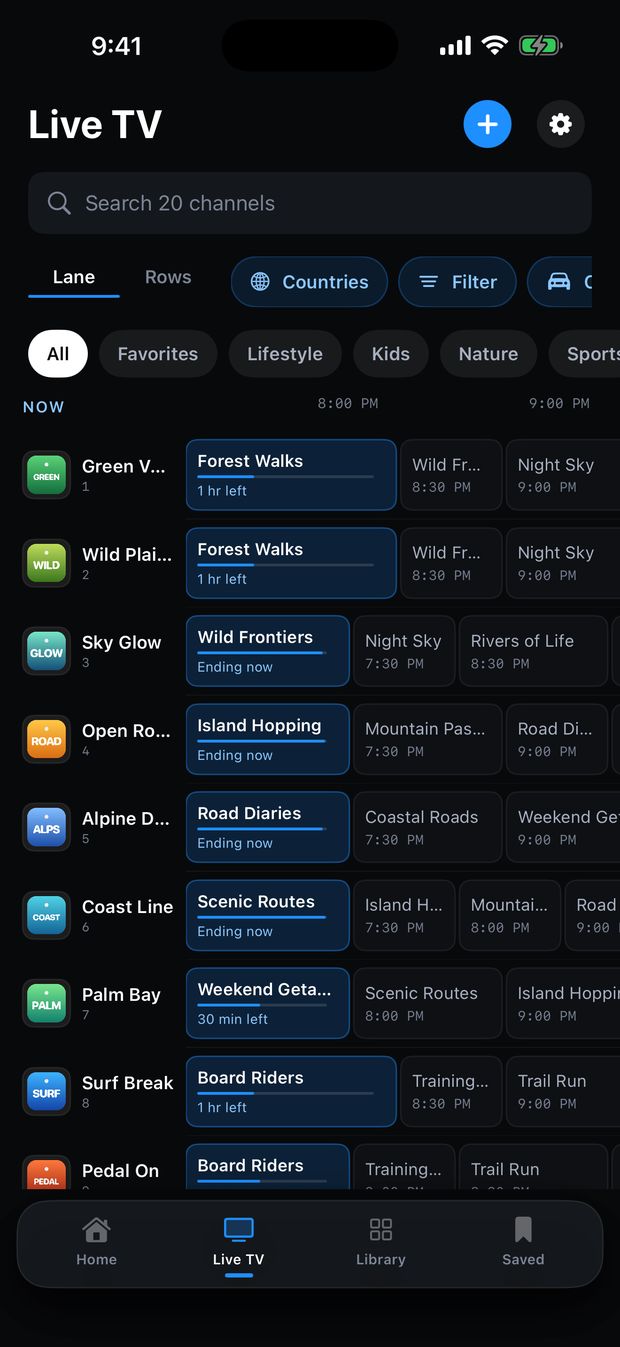 9:41
Live TV
Search 20 channels
Lane Rows Countries Filter C
All Favorites Lifestyle Kids Nature Sports
NOW 8:00 PM 9:00 PM
GREEN Green V... Forest Walks Wild Fr... Night Sky
1 1 hr left 8:30 PM 9:00 PM
WILD Wild Plai... Forest Walks Wild Fr... Night Sky
2 1 hr left 8:30 PM 9:00 PM
GLOW Sky Glow Wild Frontiers Night Sky Rivers of Life
3 Ending now 7:30 PM 8:30 PM
ROAD Open Ro... Island Hopping Mountain Pas... Road Di...
4 Ending now 7:30 PM 9:00 PM
ALPS Alpine D... Road Diaries Coastal Roads Weekend Get
5 Ending now 7:30 PM 9:00 PM
COAST Coast Line Scenic Routes Island H... Mountai... Road
6 Ending now 7:30 PM 8:00 PM 9:00
PALM Palm Bay Weekend Geta... Scenic Routes Island Hoppin
7 30 min left 8:00 PM 9:00 PM
SURF Surf Break Board Riders Training... Trail Run
8 1 hr left 8:30 PM 9:00 PM
PEDAL Pedal On Board Riders Training... Trail Run
Home Live TV Library Saved